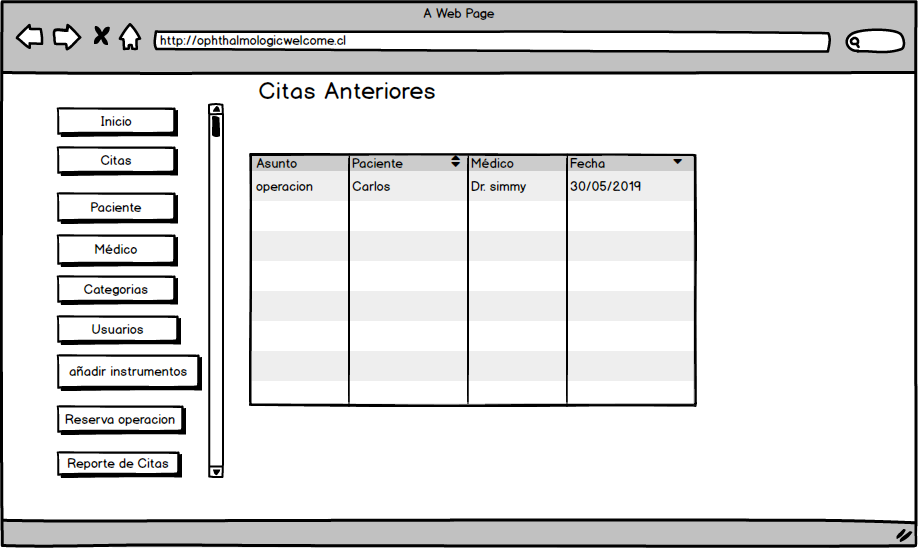 A Web Page
http://ophthalmologicwelcome.cl
Citas Anteriores
Inicio
Citas
Paciente
Médico
Categorias
Usuarios
añadir instrumentos
Reserva operacion
Reporte de Citas
Asunto Paciente Médico Fecha
operacion Carlos Dr. simmy 30/05/2019